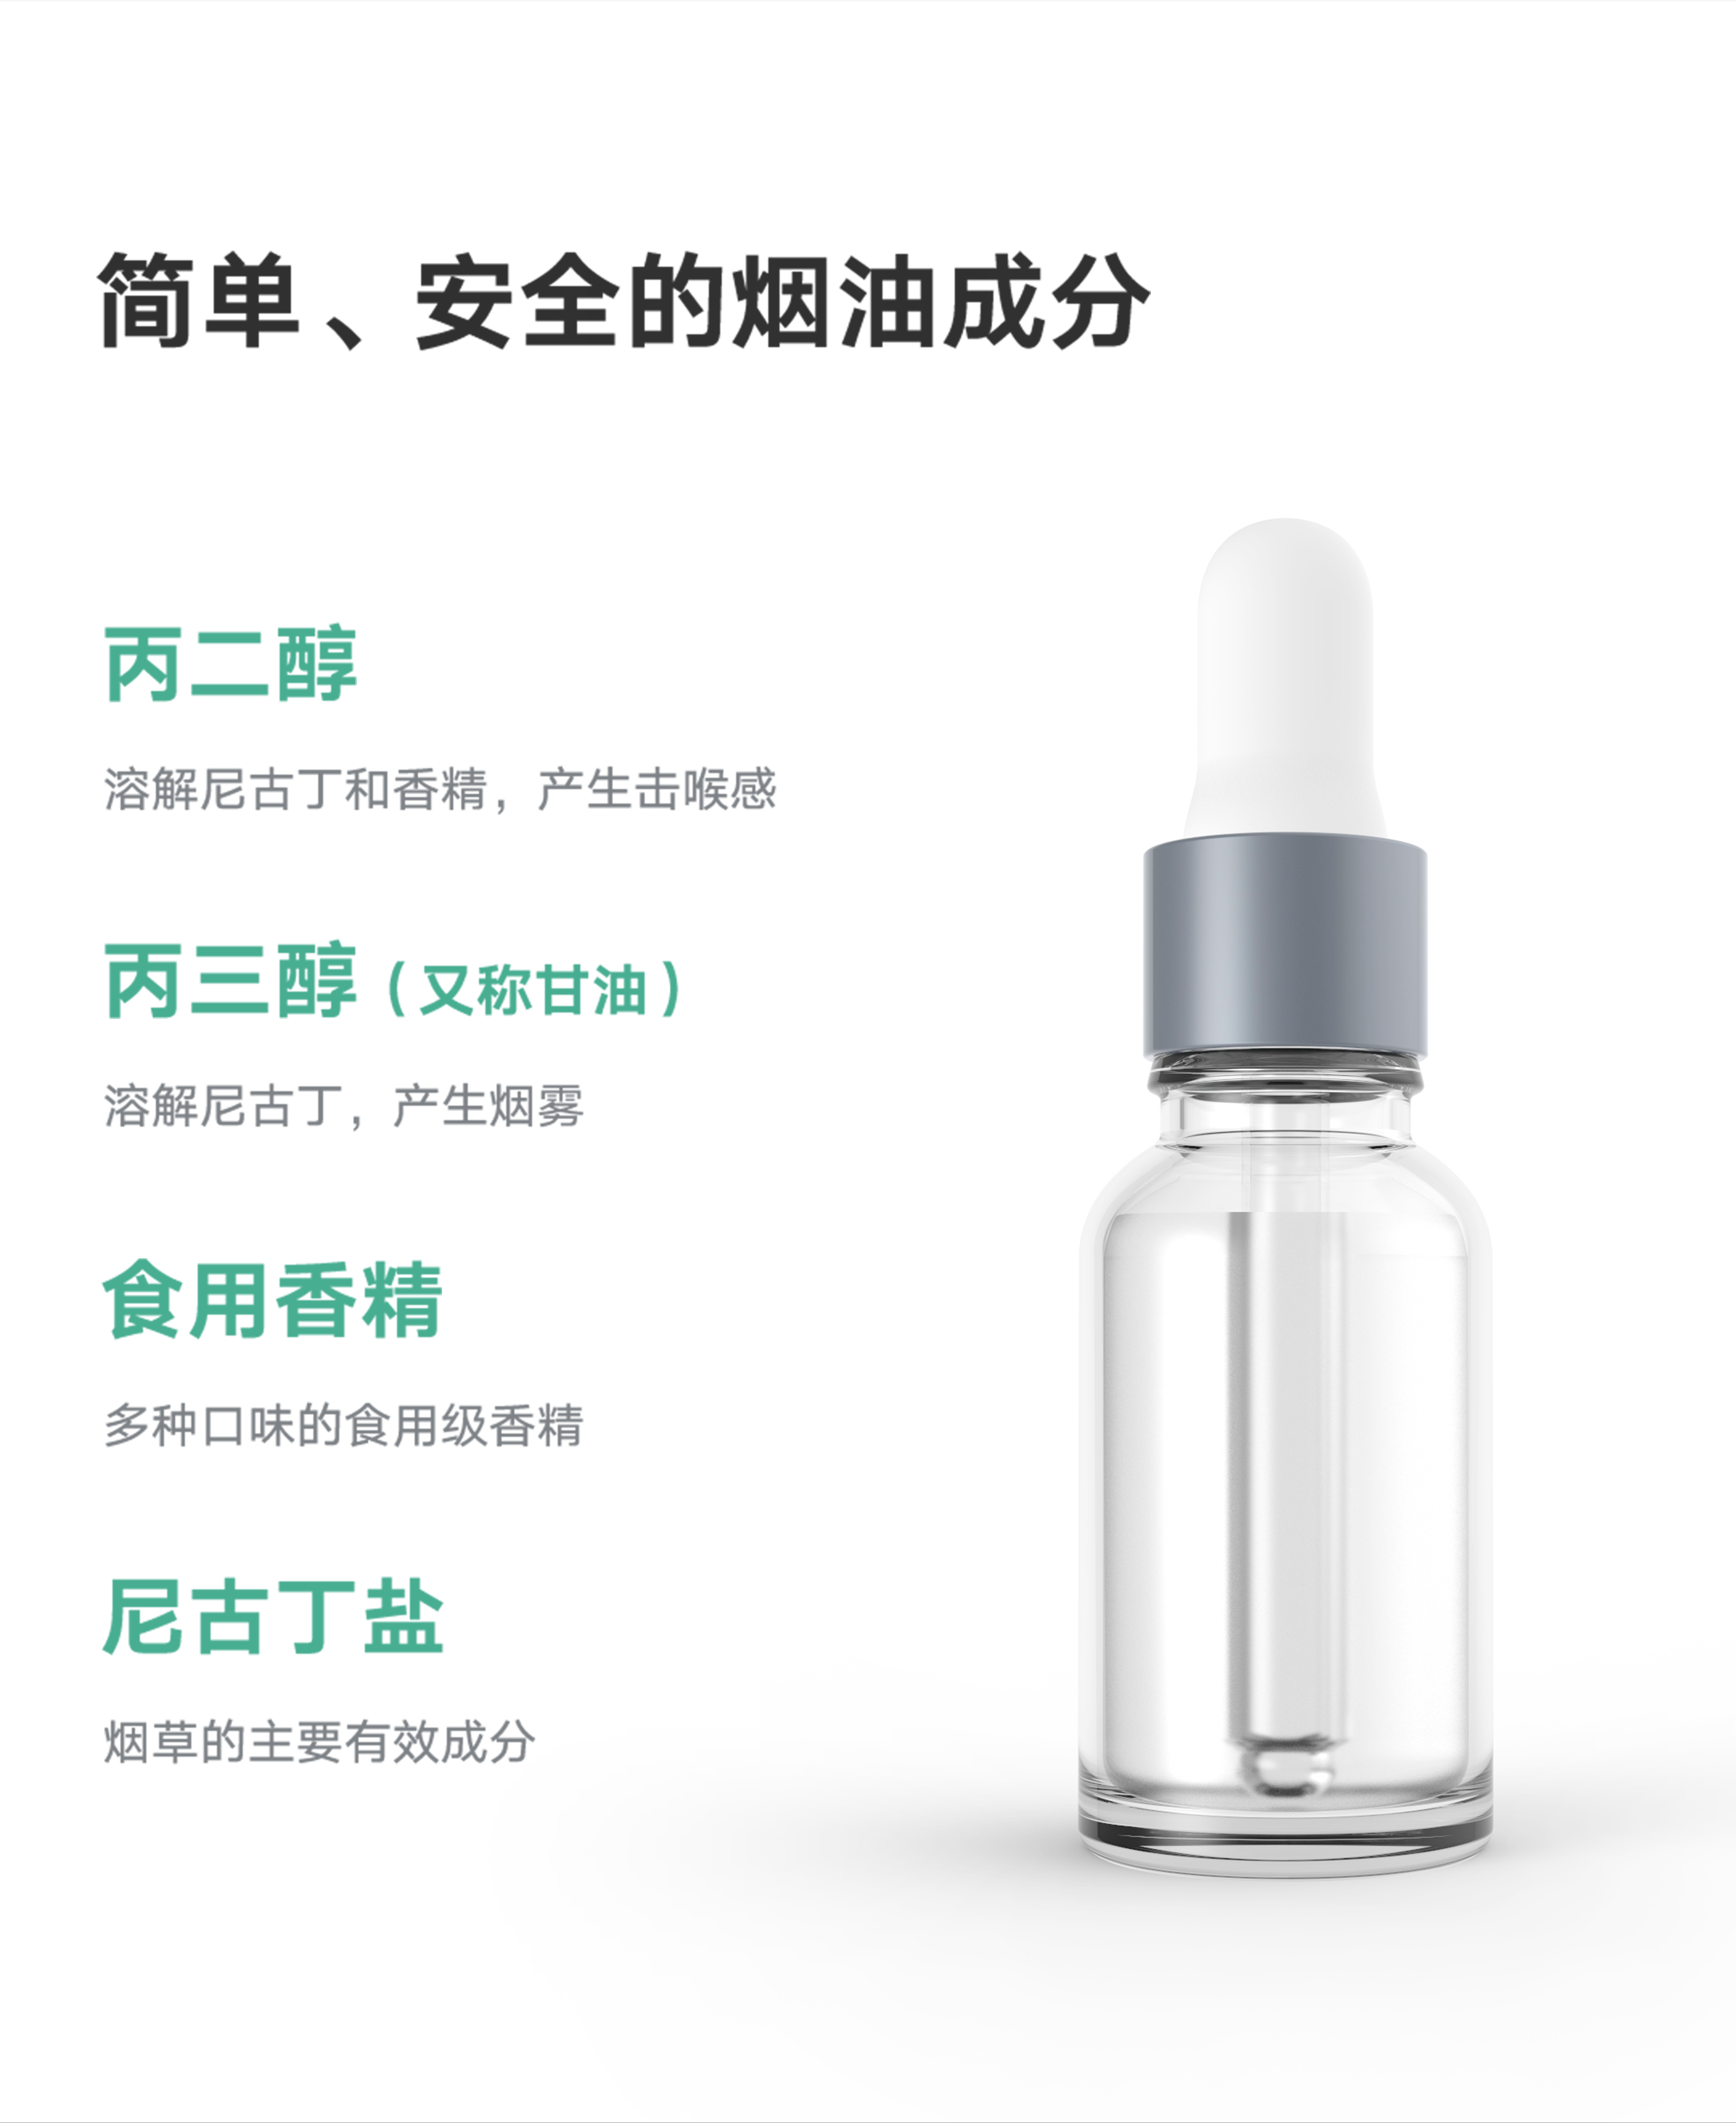 简单、安全的烟油成分
丙二醇
溶解尼古丁和香精，产生击喉感
丙三醇（又称甘油）
溶解尼古丁，产生烟雾
食用香精
多种口味的食用级香精
尼古丁盐
烟草的主要有效成分